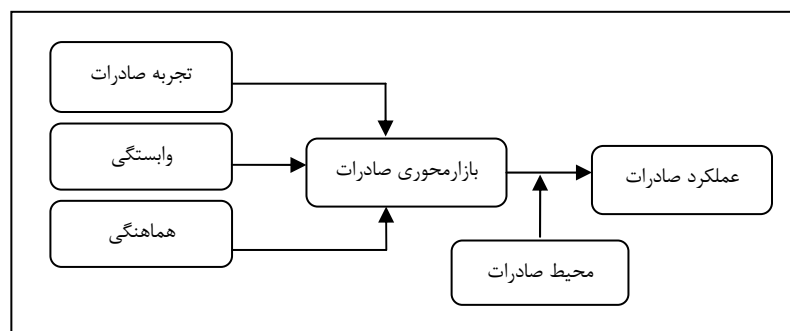 تجربه صادرات
وابستگی
هماهنگی
بازارمحوری صادرات
عملکرد صادرات
محیط صادرات